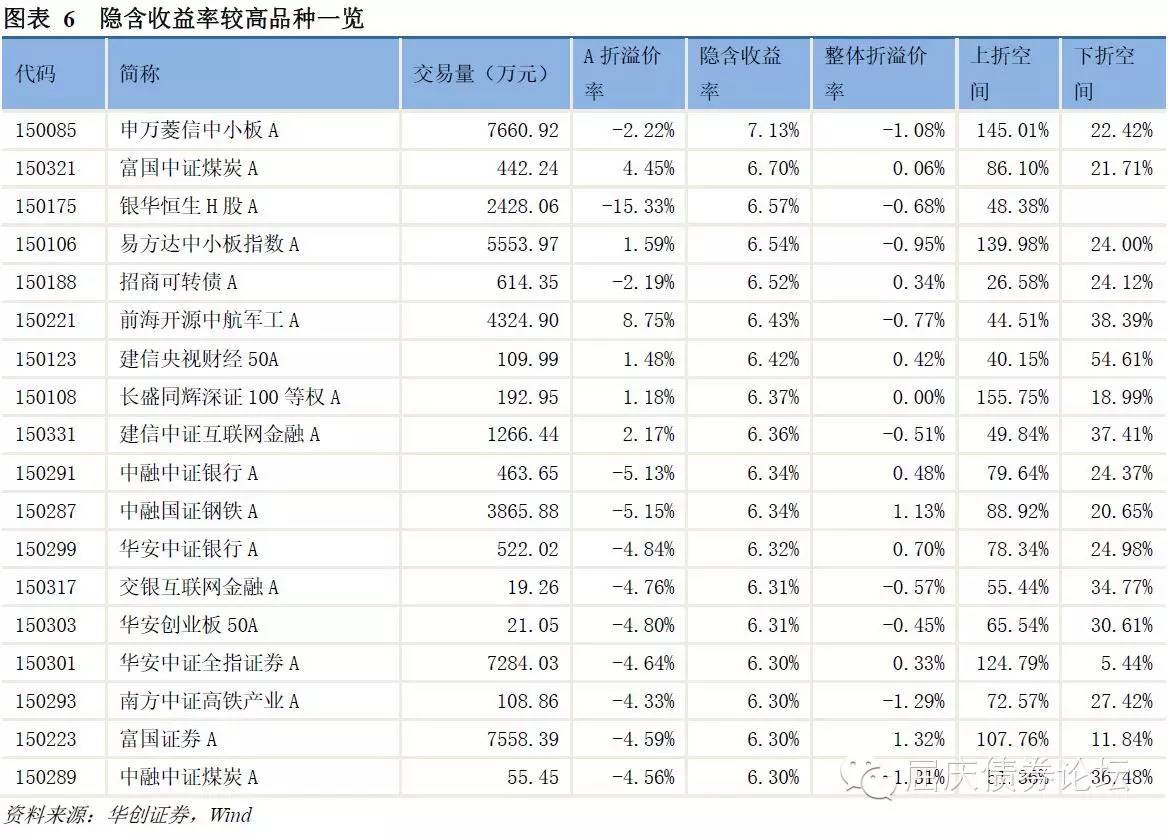 图表 6 隐含收益率较高品种一览
代码 简称 交易量（万元） A 折溢价率 隐含收益率 整体折溢价率 上折空间 下折空间
150085 申万菱信中小板 A 7660.92 -2.22% 7.13% -1.08% 145.01% 22.42%
150321 富国中证煤炭 A 442.24 4.45% 6.70% 0.06% 86.10% 21.71%
150175 银华恒生 H 股 A 2428.06 -15.33% 6.57% -0.68% 48.38%
150106 易方达中小板指数 A 5553.97 1.59% 6.54% -0.95% 139.98% 24.00%
150188 招商可转债 A 614.35 -2.19% 6.52% 0.34% 26.58% 24.12%
150221 前海开源中航军工 A 4324.90 8.75% 6.43% -0.77% 44.51% 38.39%
150123 建信央视财经 50A 109.99 1.48% 6.42% 0.42% 40.15% 54.61%
150108 长盛同辉深证 100 等权 A 192.95 1.18% 6.37% 0.00% 155.75% 18.99%
150331 建信中证互联网金融 A 1266.44 2.17% 6.36% -0.51% 49.84% 37.41%
150291 中融中证银行 A 463.65 -5.13% 6.34% 0.48% 79.64% 24.37%
150287 中融国证钢铁 A 3865.88 -5.15% 6.34% 1.13% 88.92% 20.65%
150299 华安中证银行 A 522.02 -4.84% 6.32% 0.70% 78.34% 24.98%
150317 交银互联网金融 A 19.26 -4.76% 6.31% -0.57% 55.44% 34.77%
150303 华安创业板 50A 21.05 -4.80% 6.31% -0.45% 65.54% 30.61%
150301 华安中证全指证券 A 7284.03 -4.64% 6.30% 0.33% 124.79% 5.44%
150293 南方中证高铁产业 A 108.86 -4.33% 6.30% -1.29% 72.57% 27.42%
150223 富国证券 A 7558.39 -4.59% 6.30% 1.32% 107.76% 11.84%
150289 中融中证煤炭 A 55.45 -4.56% 6.30% -1.31% 36.48%
屈庆债券论坛
资料来源：华创证券，Wind